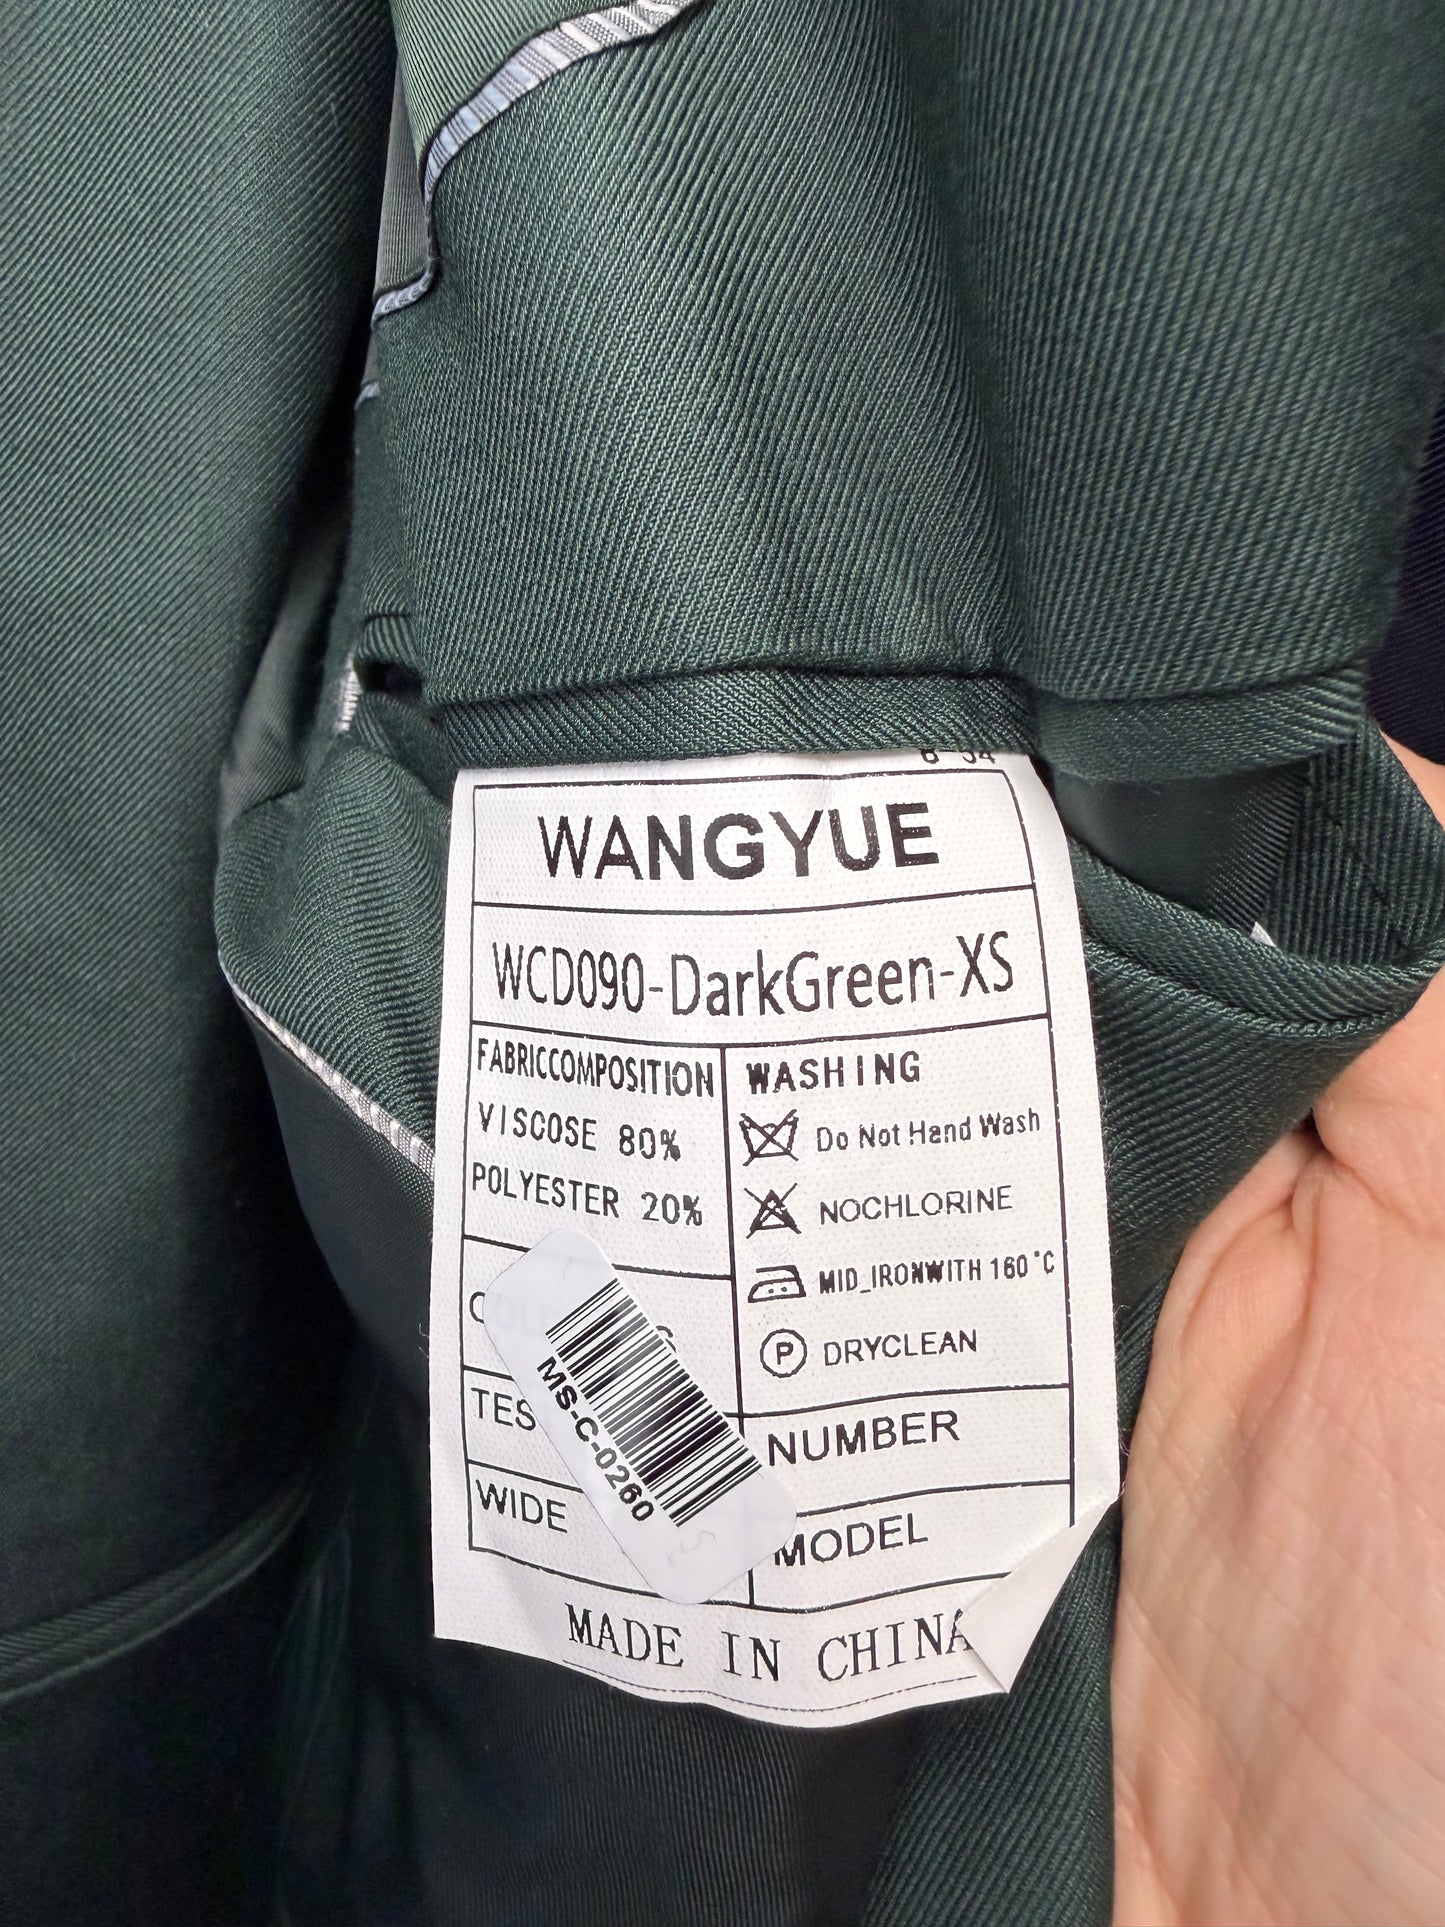 WANGYUE
WCD090-DarkGreen-XS
FABRICCOMPOSITION
VISCOSE 80%
POLYESTER 20%
WASHING
Do Not Hand Wash
NOCHLORINE
MID_IRONWITH 160°C
P DRYCLEAN
MS-C-0260
NUMBER
WIDE
MODEL
MADE IN CHINA